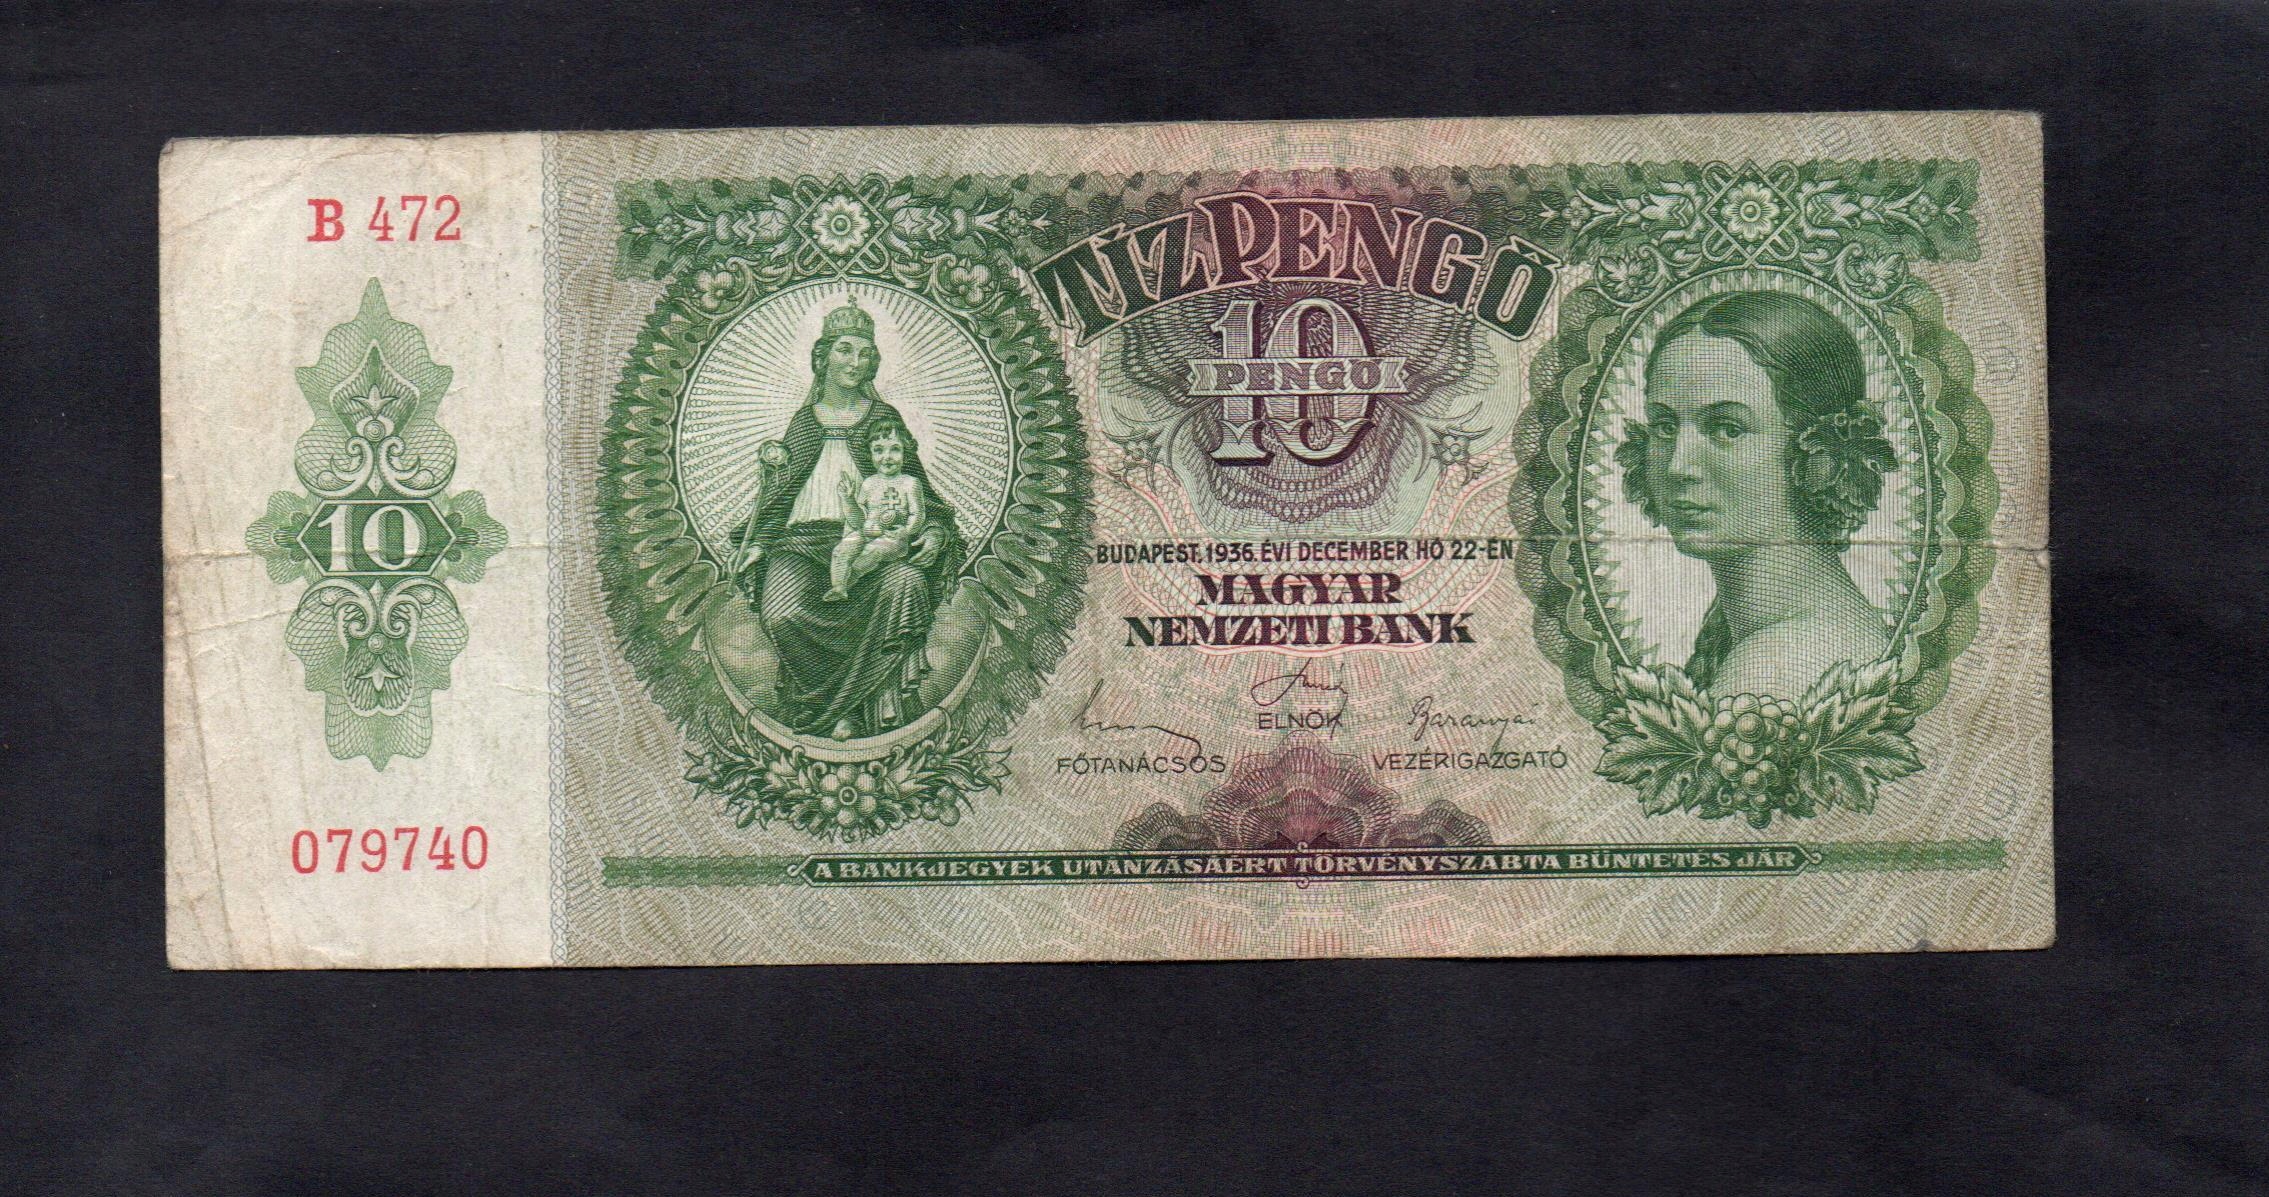 B 472
10
079740
TÍZ PENGŐ
10
PENGŐ
BUDAPEST, 1936. ÉVI DECEMBER HÓ 22-ÉN
MAGYAR
NEMZETI BANK
ELNÖK
Baranyai
FŐTANÁCSOS
VEZÉRIGAZGATÓ
A BANKJEGYEK UTÁNZÁSÁÉRT TÖRVÉNYSZABTA BÜNTETÉS JÁR